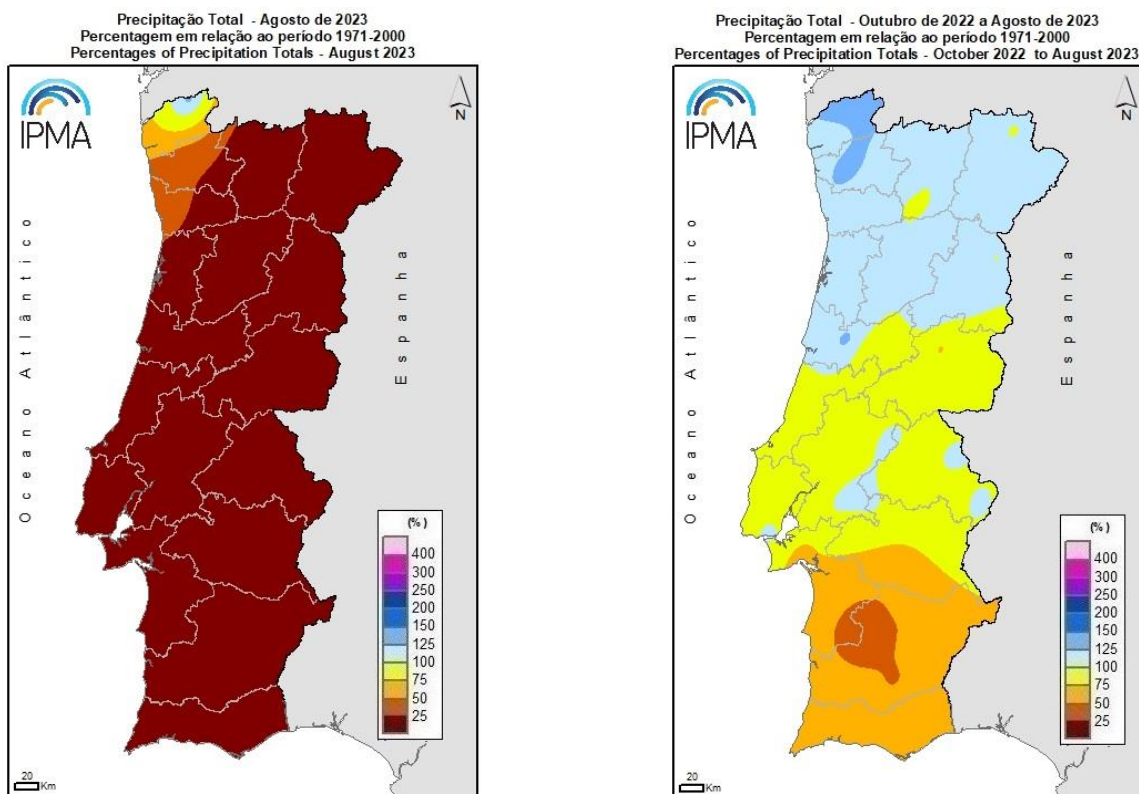 Precipitação Total - Agosto de 2023
Percentagem em relação ao período 1971-2000
Percentages of Precipitation Totals - August 2023
IPMA
N
Oceano Atlântico
Espanha
(%)
400
300
250
200
150
125
100
75
50
25
20
Km
Precipitação Total - Outubro de 2022 a Agosto de 2023
Percentagem em relação ao período 1971-2000
Percentages of Precipitation Totals - October 2022 to August 2023
IPMA
N
Oceano Atlântico
Espanha
(%)
400
300
250
200
150
125
100
75
50
25
20
Km